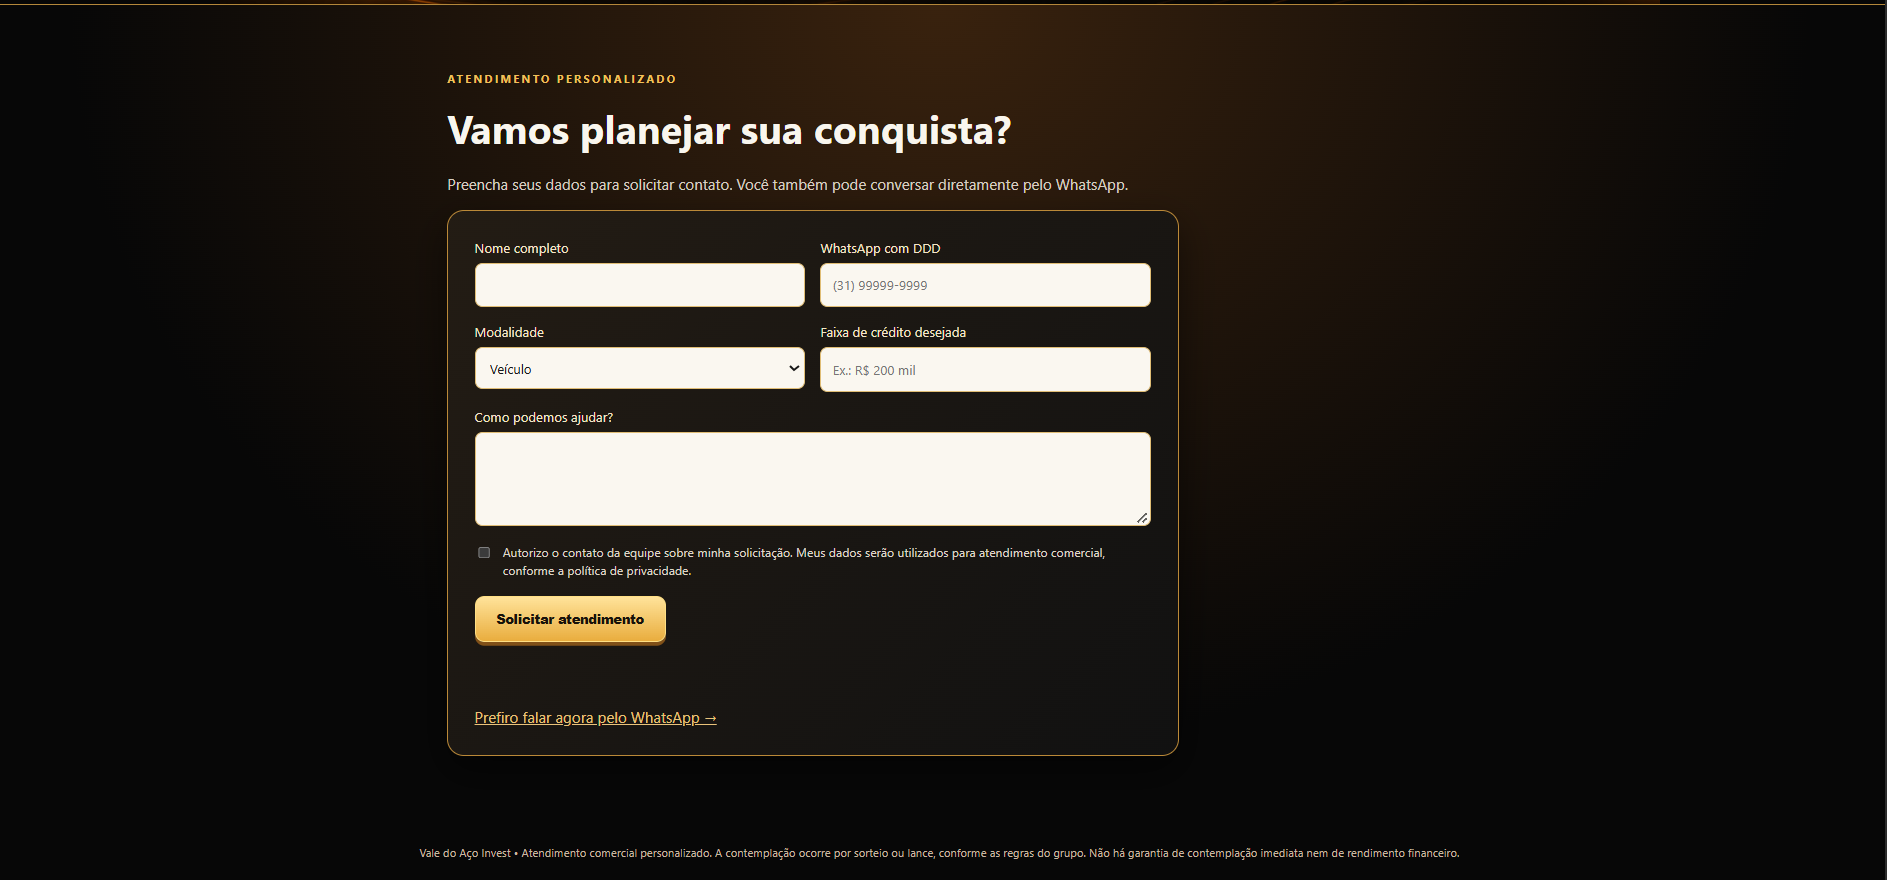 ATENDIMENTO PERSONALIZADO
Vamos planejar sua conquista?
Preencha seus dados para solicitar contato. Você também pode conversar diretamente pelo WhatsApp.
Nome completo
WhatsApp com DDD
(31) 99999-9999
Modalidade
Faixa de crédito desejada
Veículo
Ex.: R$ 200 mil
Como podemos ajudar?
Autorizo o contato da equipe sobre minha solicitação. Meus dados serão utilizados para atendimento comercial,
conforme a política de privacidade.
Solicitar atendimento
Prefiro falar agora pelo WhatsApp →
Vale do Aço Invest • Atendimento comercial personalizado. A contemplação ocorre por sorteio ou lance, conforme as regras do grupo. Não há garantia de contemplação imediata nem de rendimento financeiro.